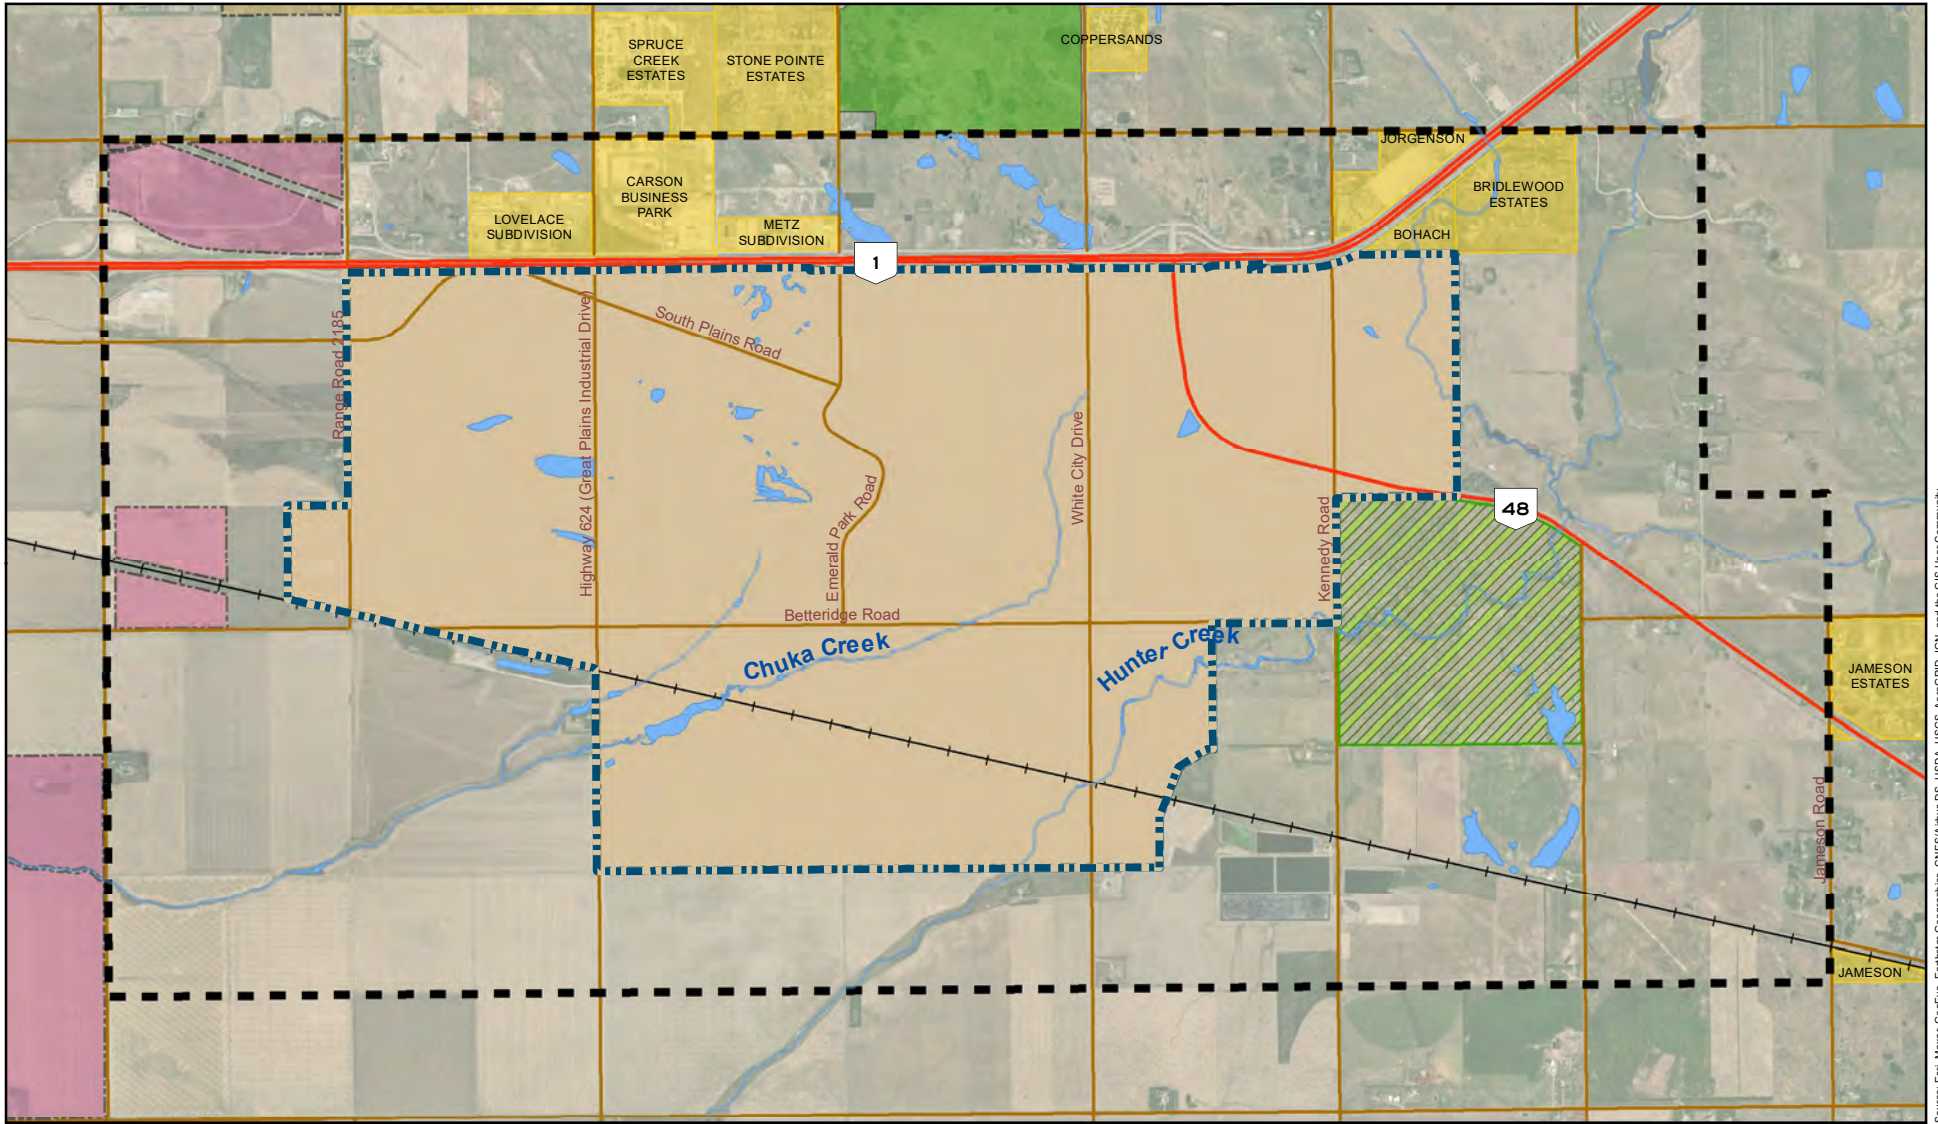 SPRUCE
CREEK
ESTATES
STONE POINTE
ESTATES
COPPERSANDS
JORGENSON
BRIDLEWOOD
ESTATES
BOHACH
CARSON
BUSINESS
PARK
LOVELACE
SUBDIVISION
METZ
SUBDIVISION
1
Range Road 2185
Highway 624 (Great Plains Industrial Drive)
South Plains Road
Emerald Park Road
White City Drive
Kennedy Road
48
Betteridge Road
Chuka Creek
Hunter Creek
JAMESON
ESTATES
Jameson Road
JAMESON